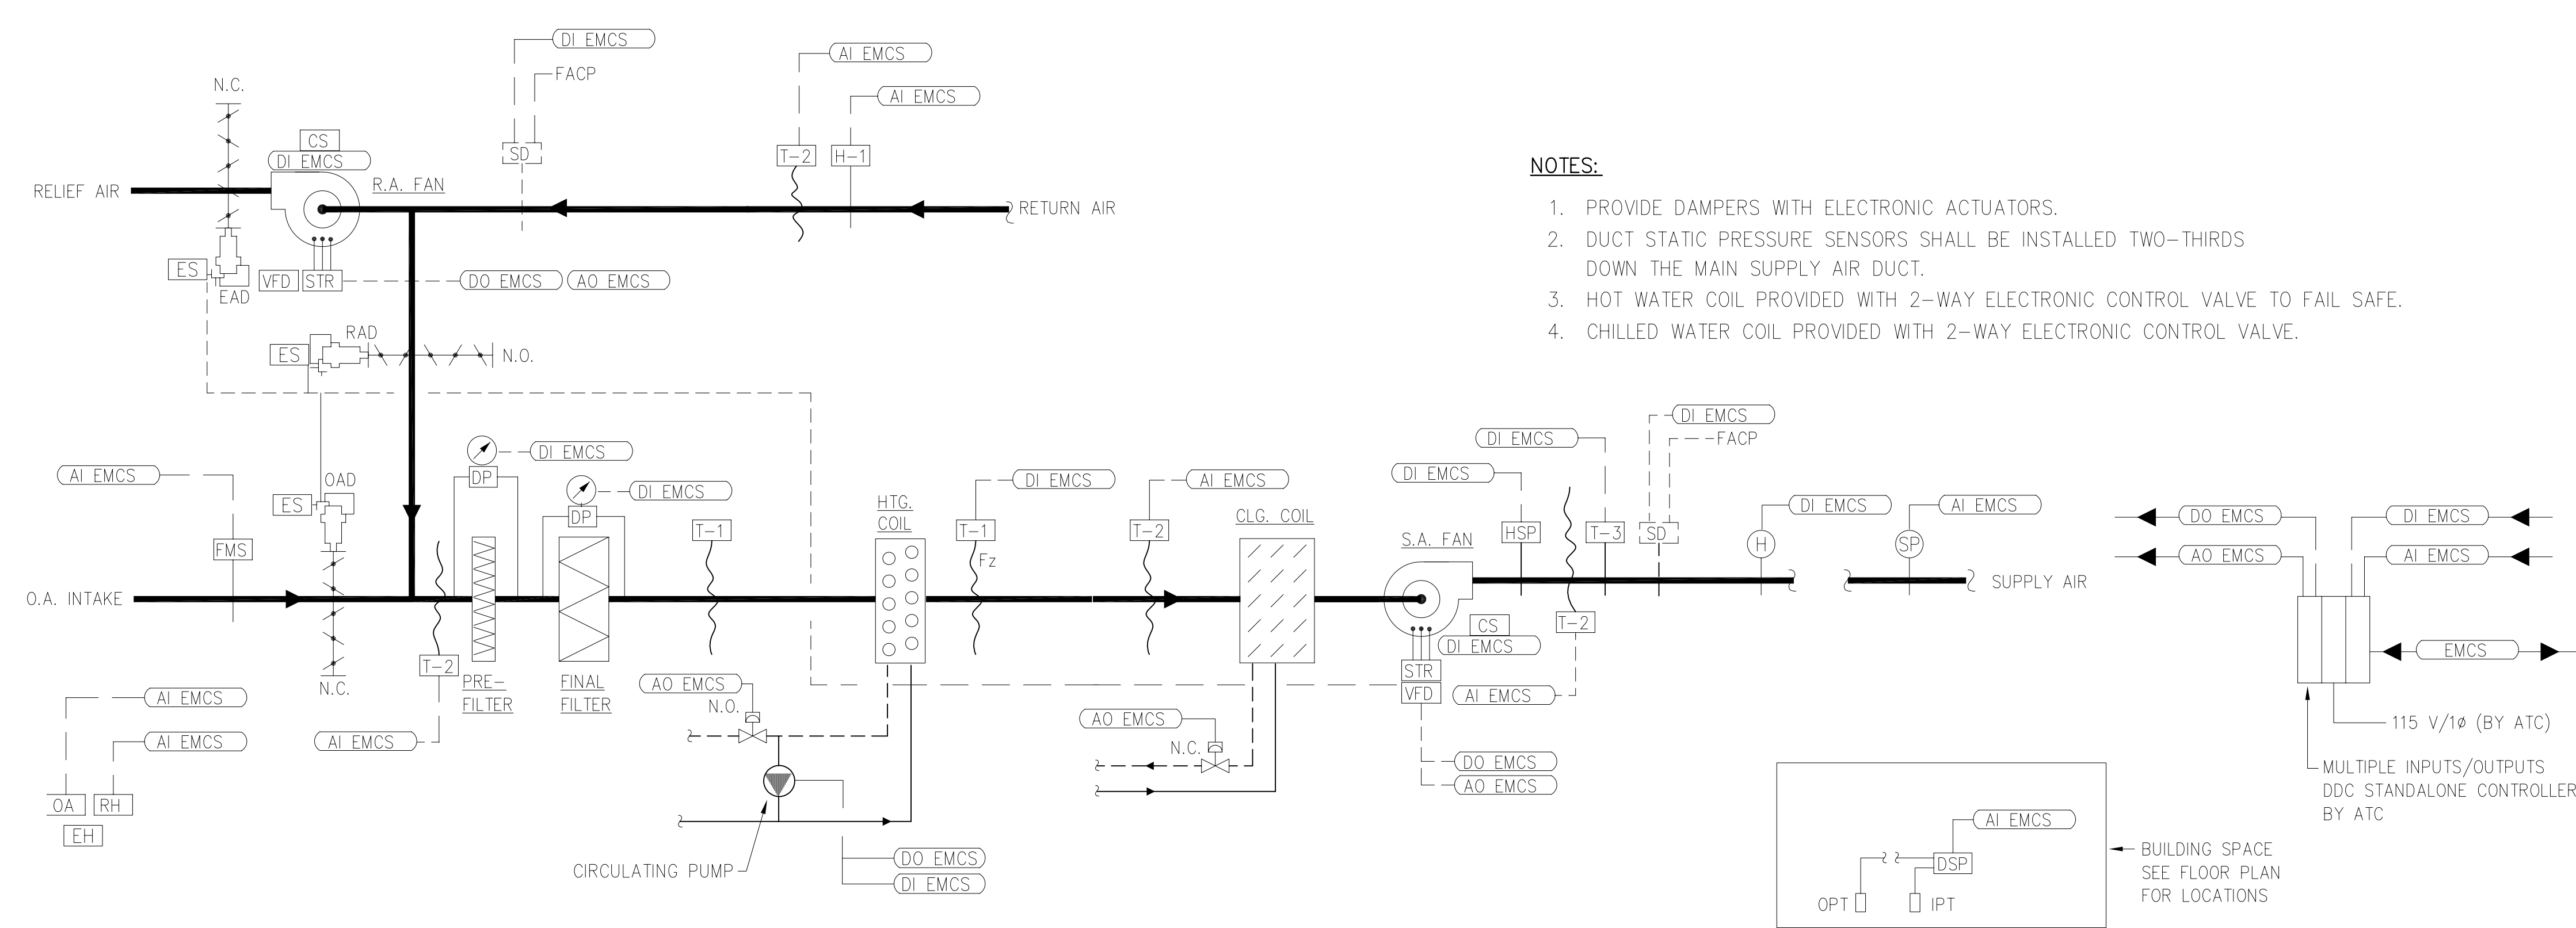 DI EMCS
FACP
AI EMCS
AI EMCS
N.C.
CS
DI EMCS
SD
T-2
H-1
RELIEF AIR
R.A. FAN
RETURN AIR
ES
EAD
VFD
STR
DO EMCS
AO EMCS
RAD
ES
N.O.
NOTES:
1. PROVIDE DAMPERS WITH ELECTRONIC ACTUATORS.
2. DUCT STATIC PRESSURE SENSORS SHALL BE INSTALLED TWO-THIRDS
DOWN THE MAIN SUPPLY AIR DUCT.
3. HOT WATER COIL PROVIDED WITH 2-WAY ELECTRONIC CONTROL VALVE TO FAIL SAFE.
4. CHILLED WATER COIL PROVIDED WITH 2-WAY ELECTRONIC CONTROL VALVE.
AI EMCS
FMS
OAD
ES
O.A. INTAKE
N.C.
T-2
AI EMCS
DP
DI EMCS
DP
DI EMCS
PRE-
FILTER
FINAL
FILTER
T-1
HTG.
COIL
T-1
Fz
DI EMCS
T-2
AI EMCS
CLG. COIL
S.A. FAN
DI EMCS
HSP
DI EMCS
T-3
DI EMCS
FACP
SD
DI EMCS
H
AI EMCS
SP
SUPPLY AIR
CS
DI EMCS
STR
VFD
T-2
AI EMCS
DO EMCS
AO EMCS
AI EMCS
AI EMCS
OA
RH
EH
AO EMCS
N.O.
CIRCULATING PUMP
DO EMCS
DI EMCS
AO EMCS
N.C.
DO EMCS
DI EMCS
AO EMCS
AI EMCS
EMCS
115 V/1ø (BY ATC)
MULTIPLE INPUTS/OUTPUTS
DDC STANDALONE CONTROLLER
BY ATC
AI EMCS
DSP
OPT
IPT
BUILDING SPACE
SEE FLOOR PLAN
FOR LOCATIONS